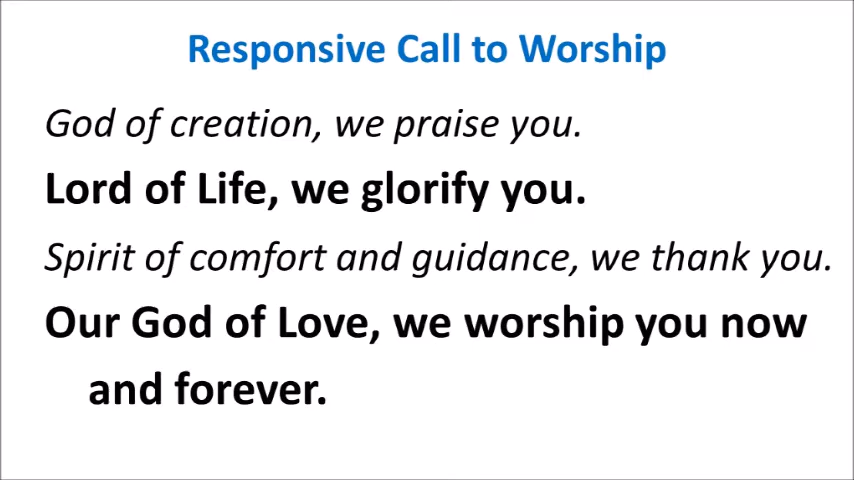 Responsive Call to Worship
God of creation, we praise you.
Lord of Life, we glorify you.
Spirit of comfort and guidance, we thank you.
Our God of Love, we worship you now
and forever.